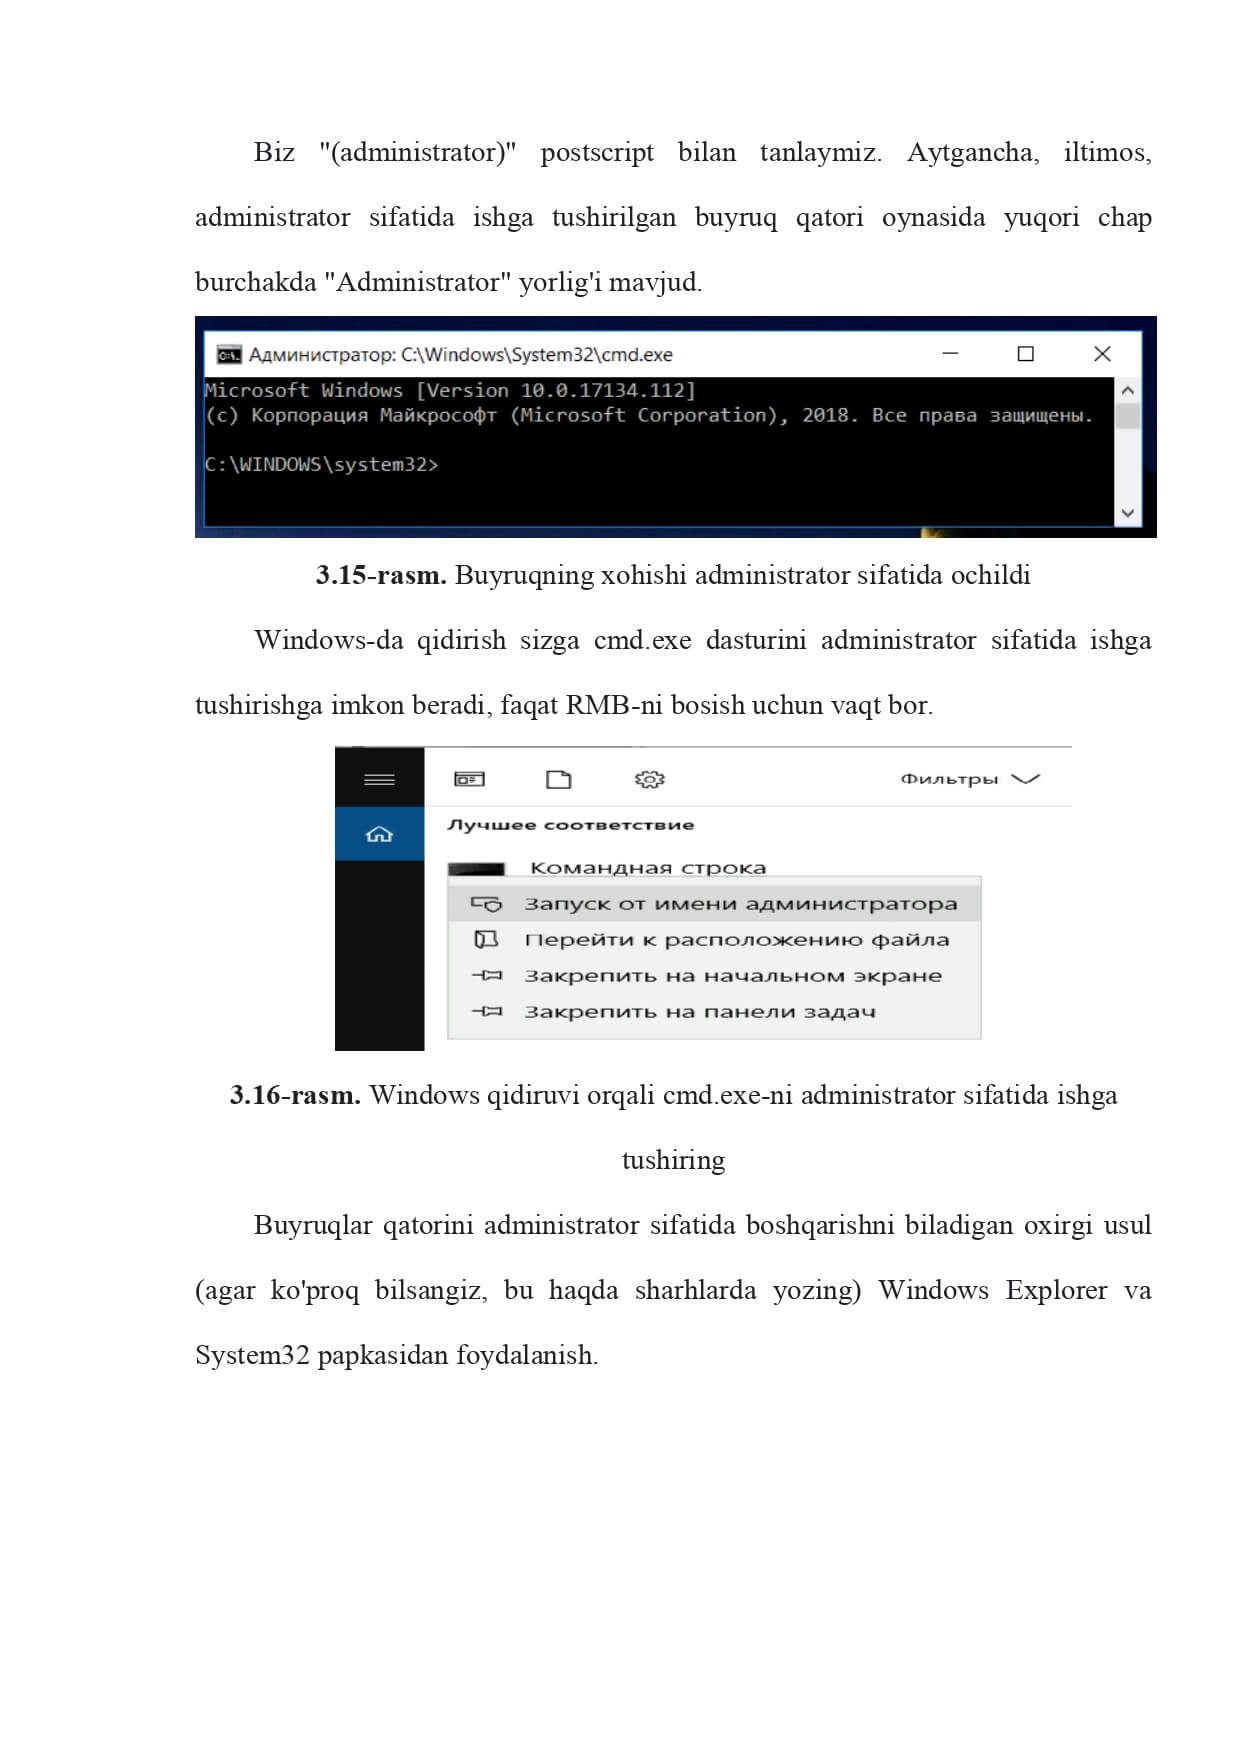 Biz "(administrator)" postscript bilan tanlaymiz. Aytgancha, iltimos,
administrator sifatida ishga tushirilgan buyruq qatori oynasida yuqori chap
burchakda "Administrator" yorlig'i mavjud.
Администратор: C:\Windows\System32\cmd.exe
Microsoft Windows [Version 10.0.17134.112]
(c) Корпорация Майкрософт (Microsoft Corporation), 2018. Все права защищены.
C:\WINDOWS\system32>
3.15-rasm. Buyruqning xohishi administrator sifatida ochildi
Windows-da qidirish sizga cmd.exe dasturini administrator sifatida ishga
tushirishga imkon beradi, faqat RMB-ni bosish uchun vaqt bor.
Фильтры
Лучшее соответствие
Командная строка
Запуск от имени администратора
Перейти к расположению файла
Закрепить на начальном экране
Закрепить на панели задач
3.16-rasm. Windows qidiruvi orqali cmd.exe-ni administrator sifatida ishga
tushiring
Buyruqlar qatorini administrator sifatida boshqarishni biladigan oxirgi usul
(agar ko'proq bilsangiz, bu haqda sharhlarda yozing) Windows Explorer va
System32 papkasidan foydalanish.